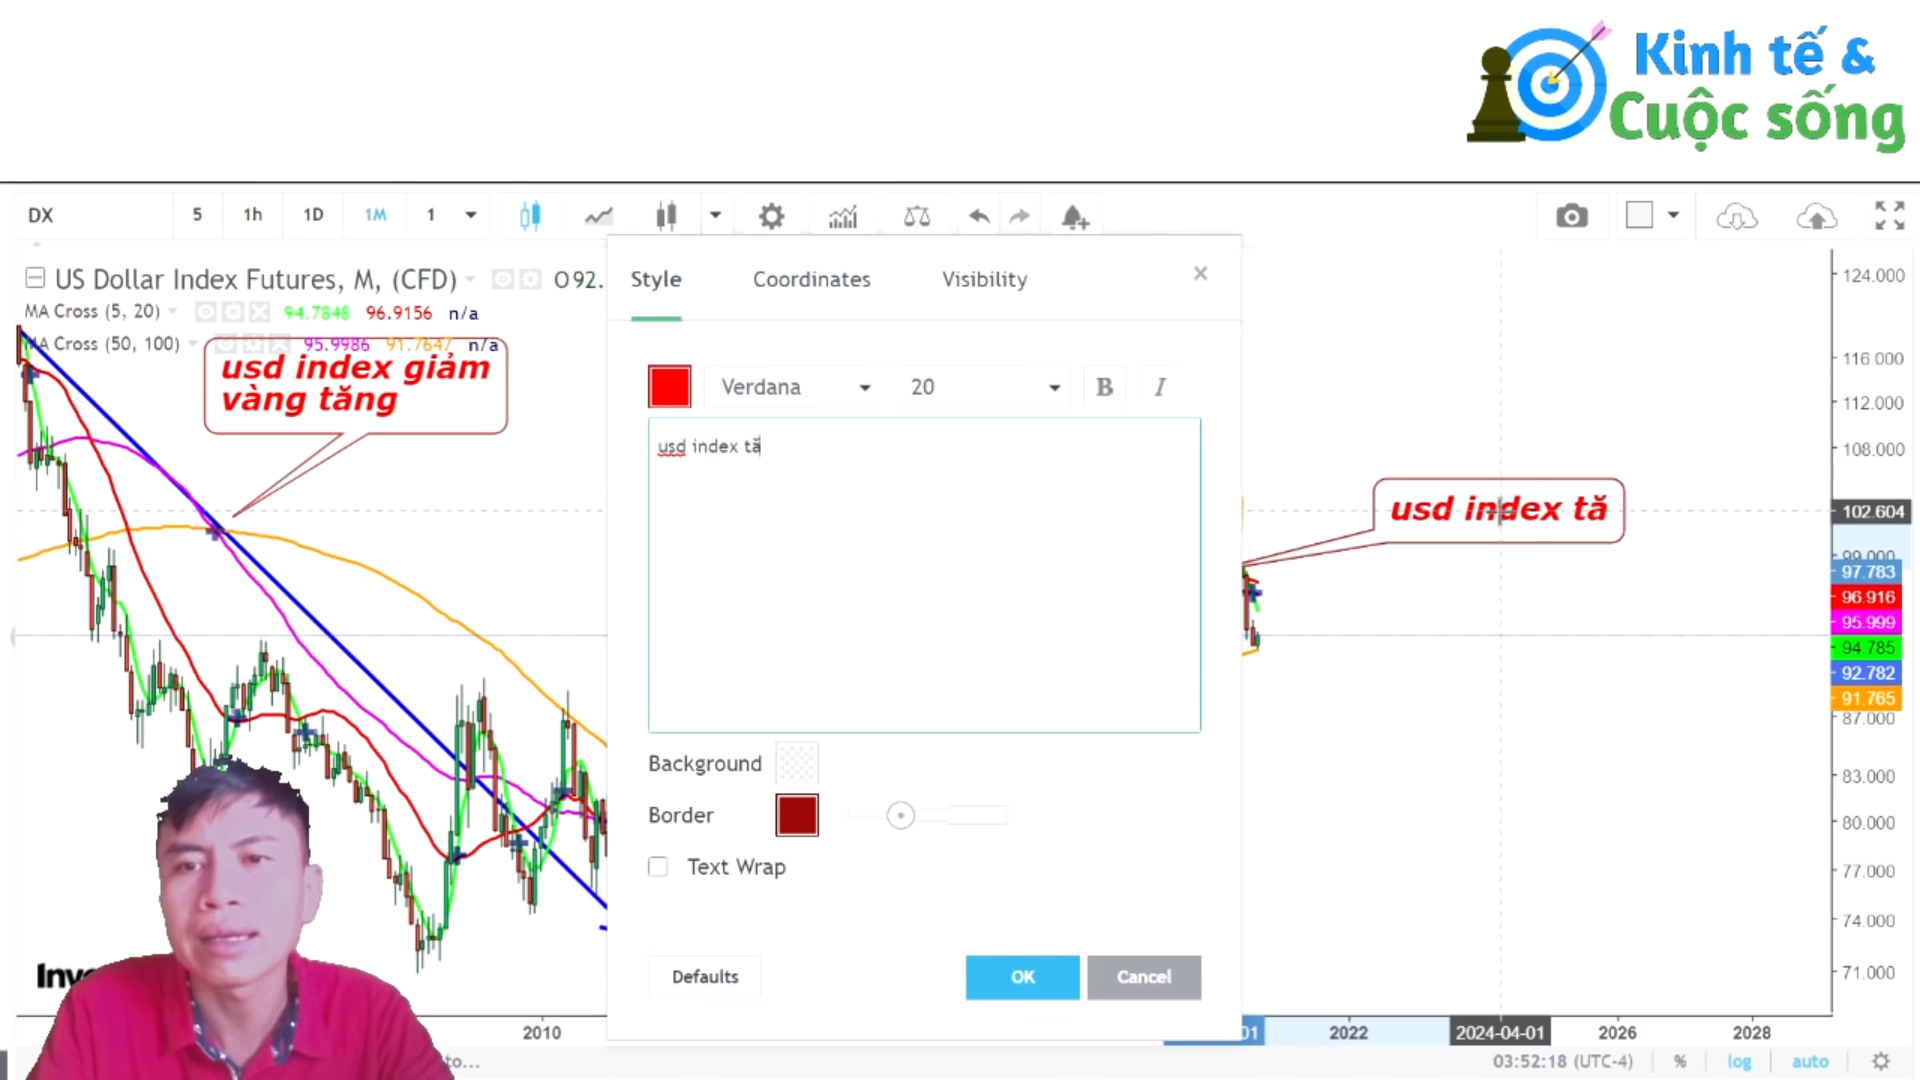 Kinh tế &
Cuộc sống
DX
5
1h
1D
1M
1
US Dollar Index Futures, M, (CFD)
O92.
MA Cross (5, 20)
94.7848 96.9156 n/a
MA Cross (50, 100)
95.9986 91.7647 n/a
usd index giảm
vàng tăng
Style
Coordinates
Visibility
Verdana
20
B
I
usd index tă
Background
Border
Text Wrap
Defaults
OK
Cancel
usd index tă
124.000
116.000
112.000
108.000
102.604
99.000
97.783
96.916
95.999
94.785
92.782
91.765
87.000
83.000
80.000
77.000
74.000
71.000
2010
01
2022
2024-04-01
2026
2028
to...
03:52:18 (UTC-4)
%
log
auto